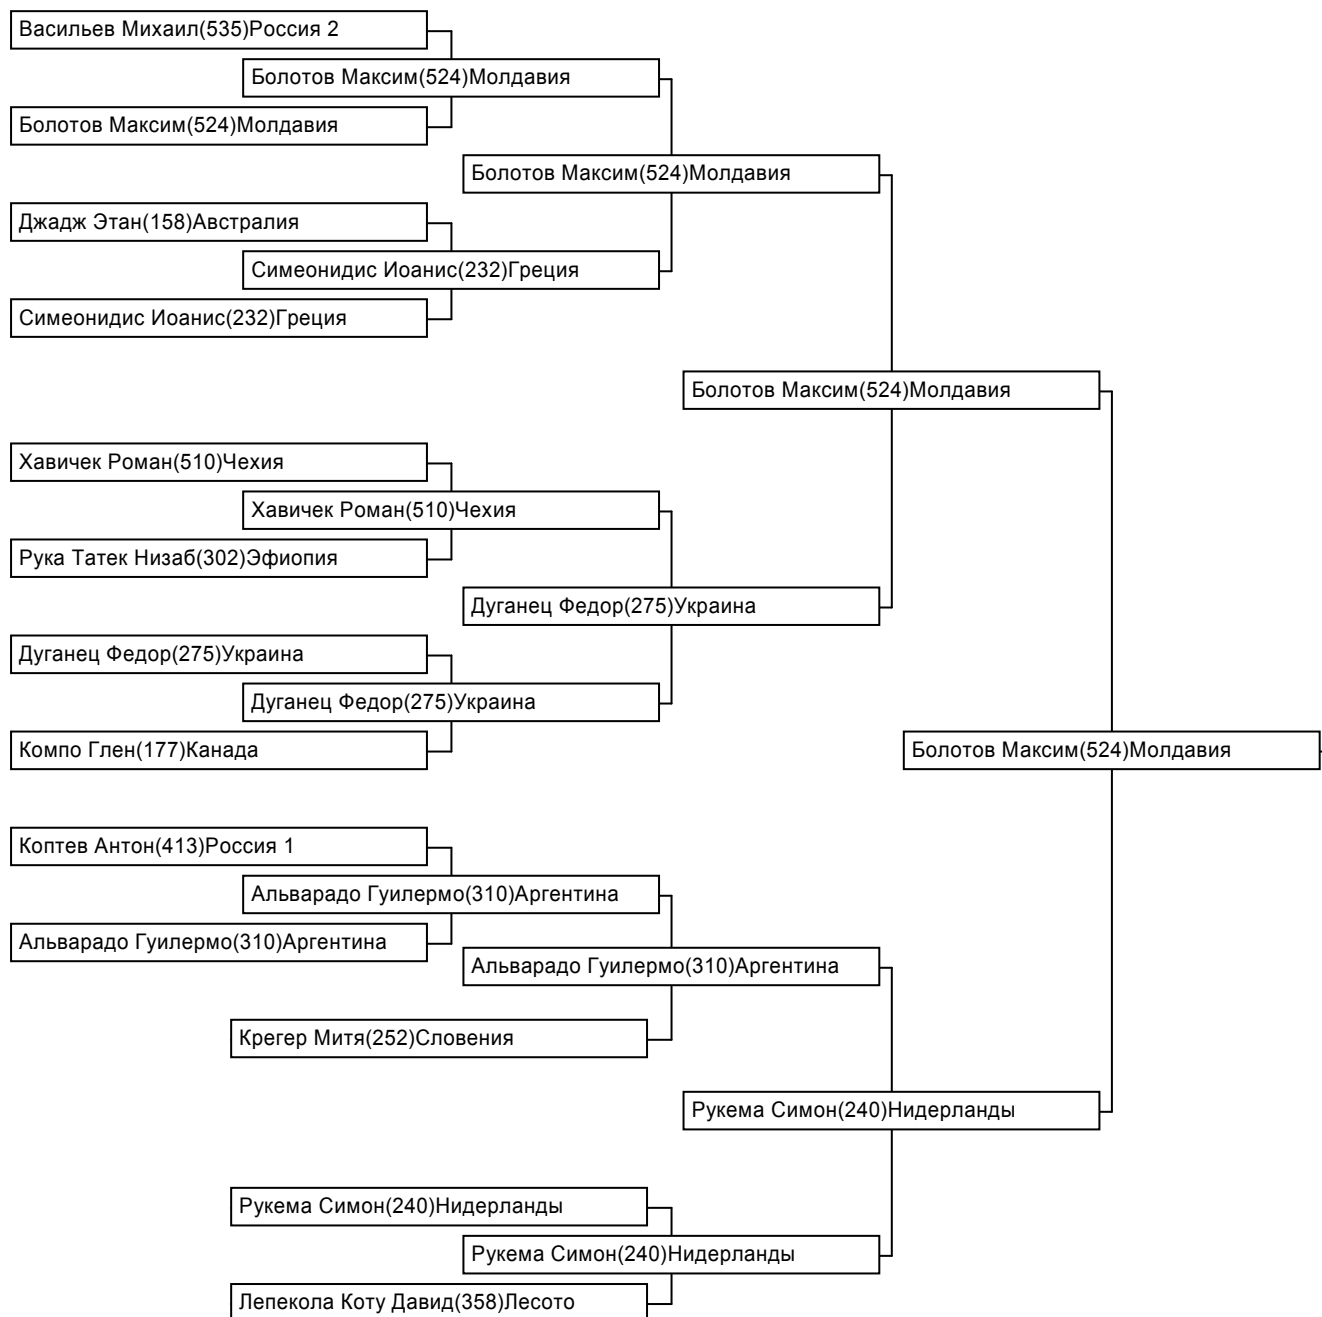 Васильев Михаил(535)Россия 2
Болотов Максим(524)Молдавия
Болотов Максим(524)Молдавия
Болотов Максим(524)Молдавия
Джадж Этан(158)Австралия
Симеонидис Иоанис(232)Греция
Симеонидис Иоанис(232)Греция
Болотов Максим(524)Молдавия
Хавичек Роман(510)Чехия
Хавичек Роман(510)Чехия
Рука Татек Низаб(302)Эфиопия
Дуганец Федор(275)Украина
Дуганец Федор(275)Украина
Дуганец Федор(275)Украина
Компо Глен(177)Канада
Болотов Максим(524)Молдавия
Коптев Антон(413)Россия 1
Альварадо Гуилермо(310)Аргентина
Альварадо Гуилермо(310)Аргентина
Альварадо Гуилермо(310)Аргентина
Крегер Митя(252)Словения
Рукема Симон(240)Нидерланды
Рукема Симон(240)Нидерланды
Рукема Симон(240)Нидерланды
Лепекола Коту Давид(358)Лесото